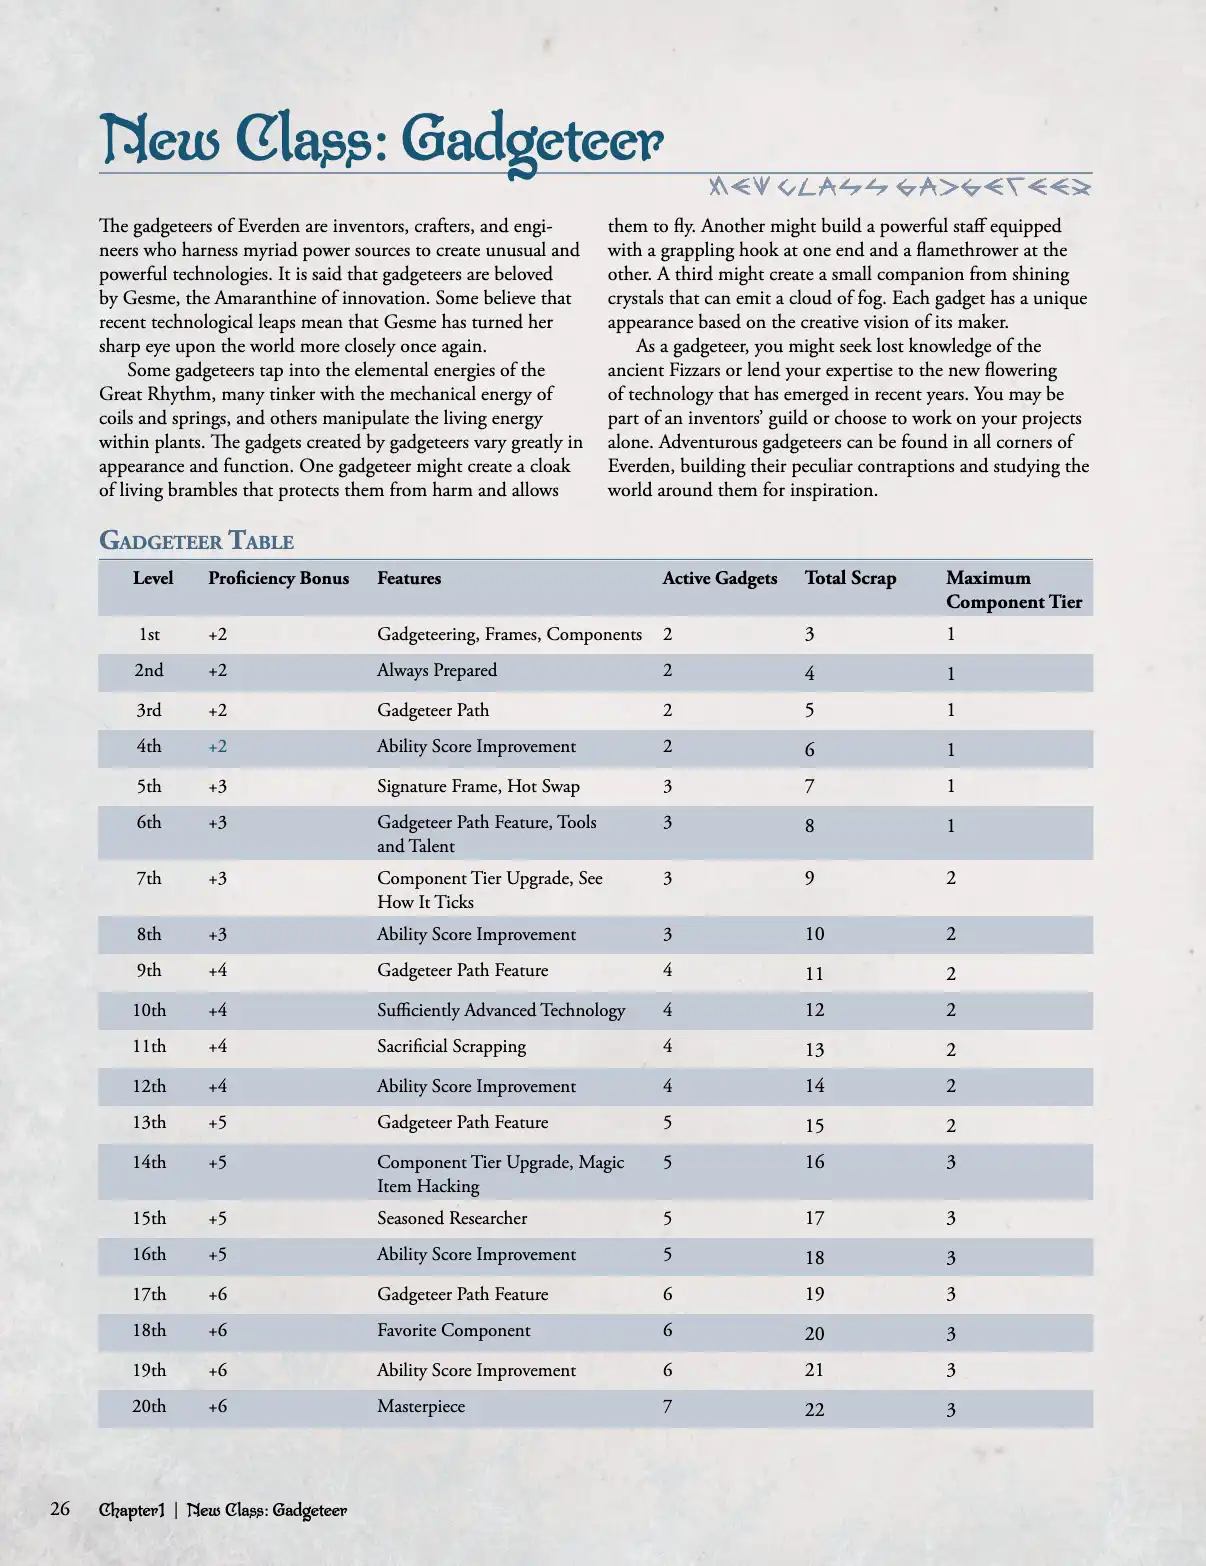 New Class: Gadgeteer
NEW CLASS GADGETEER
The gadgeteers of Everden are inventors, crafters, and engi-
neers who harness myriad power sources to create unusual and
powerful technologies. It is said that gadgeteers are beloved
by Gesme, the Amaranthine of innovation. Some believe that
recent technological leaps mean that Gesme has turned her
sharp eye upon the world more closely once again.
Some gadgeteers tap into the elemental energies of the
Great Rhythm, many tinker with the mechanical energy of
coils and springs, and others manipulate the living energy
within plants. The gadgets created by gadgeteers vary greatly in
appearance and function. One gadgeteer might create a cloak
of living brambles that protects them from harm and allows
them to fly. Another might build a powerful staff equipped
with a grappling hook at one end and a flamethrower at the
other. A third might create a small companion from shining
crystals that can emit a cloud of fog. Each gadget has a unique
appearance based on the creative vision of its maker.
As a gadgeteer, you might seek lost knowledge of the
ancient Fizzars or lend your expertise to the new flowering
of technology that has emerged in recent years. You may be
part of an inventors’ guild or choose to work on your projects
alone. Adventurous gadgeteers can be found in all corners of
Everden, building their peculiar contraptions and studying the
world around them for inspiration.
Gadgeteer Table
Level Proficiency Bonus Features Active Gadgets Total Scrap Maximum
Component Tier
1st +2 Gadgeteering, Frames, Components 2 3 1
2nd +2 Always Prepared 2 4 1
3rd +2 Gadgeteer Path 2 5 1
4th +2 Ability Score Improvement 2 6 1
5th +3 Signature Frame, Hot Swap 3 7 1
6th +3 Gadgeteer Path Feature, Tools 3 8 1
and Talent
7th +3 Component Tier Upgrade, See 3 9 2
How It Ticks
8th +3 Ability Score Improvement 3 10 2
9th +4 Gadgeteer Path Feature 4 11 2
10th +4 Sufficiently Advanced Technology 4 12 2
11th +4 Sacrificial Scrapping 4 13 2
12th +4 Ability Score Improvement 4 14 2
13th +5 Gadgeteer Path Feature 5 15 2
14th +5 Component Tier Upgrade, Magic 5 16 3
Item Hacking
15th +5 Seasoned Researcher 5 17 3
16th +5 Ability Score Improvement 5 18 3
17th +6 Gadgeteer Path Feature 6 19 3
18th +6 Favorite Component 6 20 3
19th +6 Ability Score Improvement 6 21 3
20th +6 Masterpiece 7 22 3
26 Chapter1 | New Class: Gadgeteer